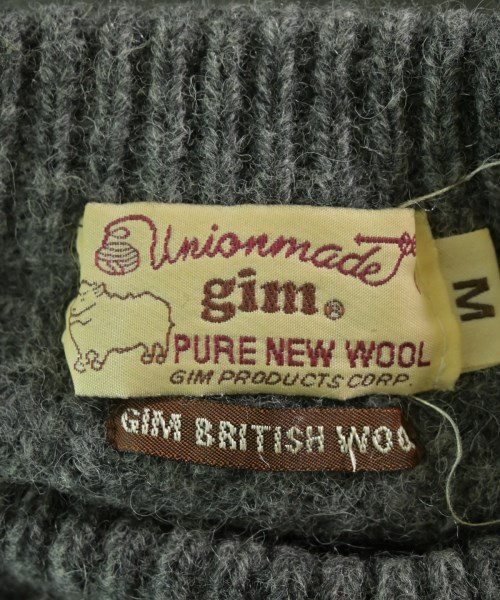 Unionmade
gim®
PURE NEW WOOL
GIM PRODUCTS CORP.
M
GIM BRITISH WOO